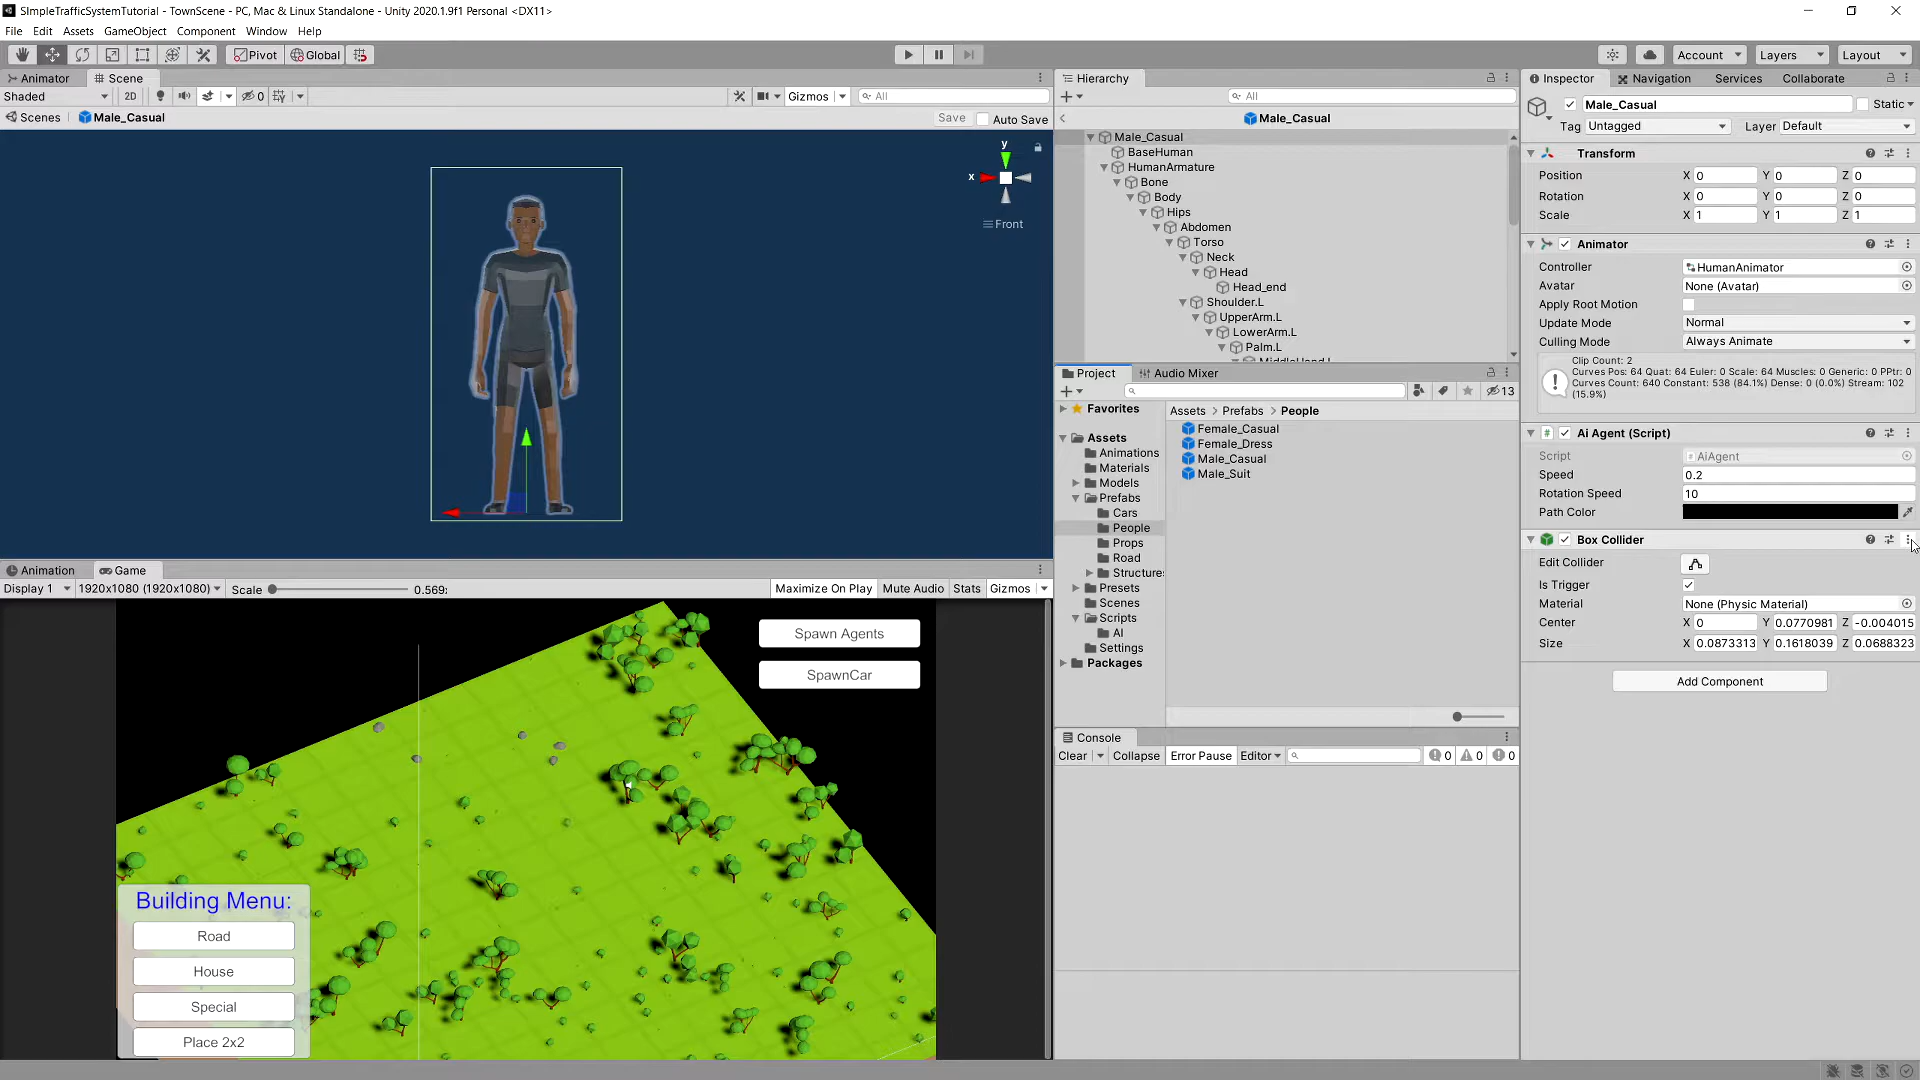 SImpleTrafficSystemTutorial - TownScene - PC, Mac & Linux Standalone - Unity 2020.1.9f1 Personal <DX11>
File Edit Assets GameObject Component Window Help
Pivot Global Account Layers Layout
Animator Scene
Shaded 2D 0 Gizmos All
Scenes Male_Casual Save Auto Save
y
x
Front
Animation Game
Display 1 1920x1080 (1920x1080) Scale 0.569: Maximize On Play Mute Audio Stats Gizmos
Spawn Agents
SpawnCar
Building Menu:
Road
House
Special
Place 2x2
Hierarchy
All
Male_Casual
Male_Casual
BaseHuman
HumanArmature
Bone
Body
Hips
Abdomen
Torso
Neck
Head
Head_end
Shoulder.L
UpperArm.L
LowerArm.L
Palm.L
MiddleHand.L
Project Audio Mixer
13
Favorites
Assets
Animations
Materials
Models
Prefabs
Cars
People
Props
Road
Structure
Presets
Scenes
Scripts
AI
Settings
Packages
Assets > Prefabs > People
Female_Casual
Female_Dress
Male_Casual
Male_Suit
Console
Clear Collapse Error Pause Editor 0 0 0
Inspector Navigation Services Collaborate
Male_Casual Static
Tag Untagged Layer Default
Transform
Position X 0 Y 0 Z 0
Rotation X 0 Y 0 Z 0
Scale X 1 Y 1 Z 1
Animator
Controller HumanAnimator
Avatar None (Avatar)
Apply Root Motion
Update Mode Normal
Culling Mode Always Animate
Clip Count: 2
Curves Pos: 64 Quat: 64 Euler: 0 Scale: 64 Muscles: 0 Generic: 0 PPtr: 0
Curves Count: 640 Constant: 538 (84.1%) Dense: 0 (0.0%) Stream: 102
(15.9%)
Ai Agent (Script)
Script AiAgent
Speed 0.2
Rotation Speed 10
Path Color
Box Collider
Edit Collider
Is Trigger
Material None (Physic Material)
Center X 0 Y 0.0770981 Z -0.004015
Size X 0.0873313 Y 0.1618039 Z 0.0688323
Add Component